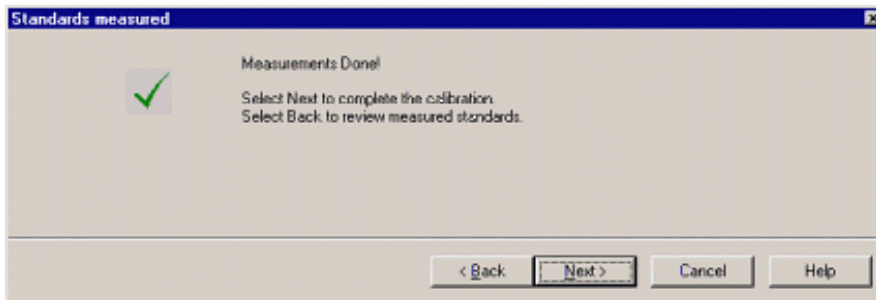 Standards measured
Measurements Done!
Select Next to complete the calibration.
Select Back to review measured standards.
< Back
Next >
Cancel
Help